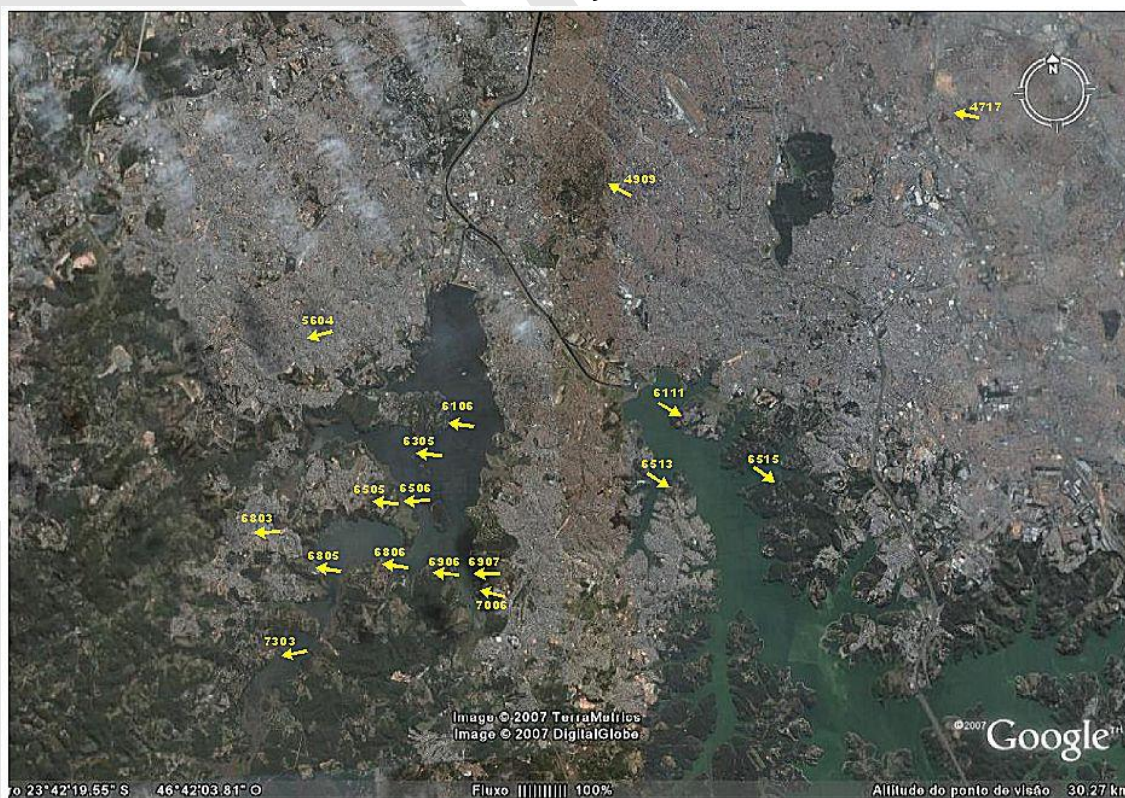 N
4717
4909
5604
6106
6111
6305
6513
6515
6505
6506
6803
6805
6806
6906
6907
7006
7303
Image © 2007 TerraMetrics
Image © 2007 DigitalGlobe
©2007 Google™
ro 23°42'19.55" S 46°42'03.81" O
Fluxo |||||||||| 100%
Altitude do ponto de visão 30.27 km